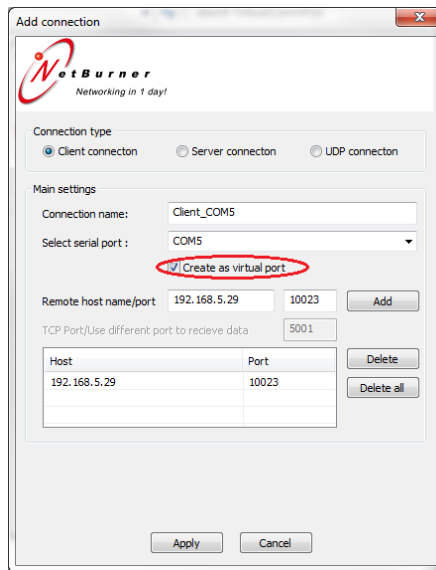 Add connection
NetBurner
Networking in 1 day!
Connection type
Client connecton
Server connecton
UDP connecton
Main settings
Connection name:
Client_COM5
Select serial port :
COM5
Create as virtual port
Remote host name/port
192.168.5.29
10023
Add
TCP Port/Use different port to recieve data
5001
Host
Port
Delete
192.168.5.29
10023
Delete all
Apply
Cancel